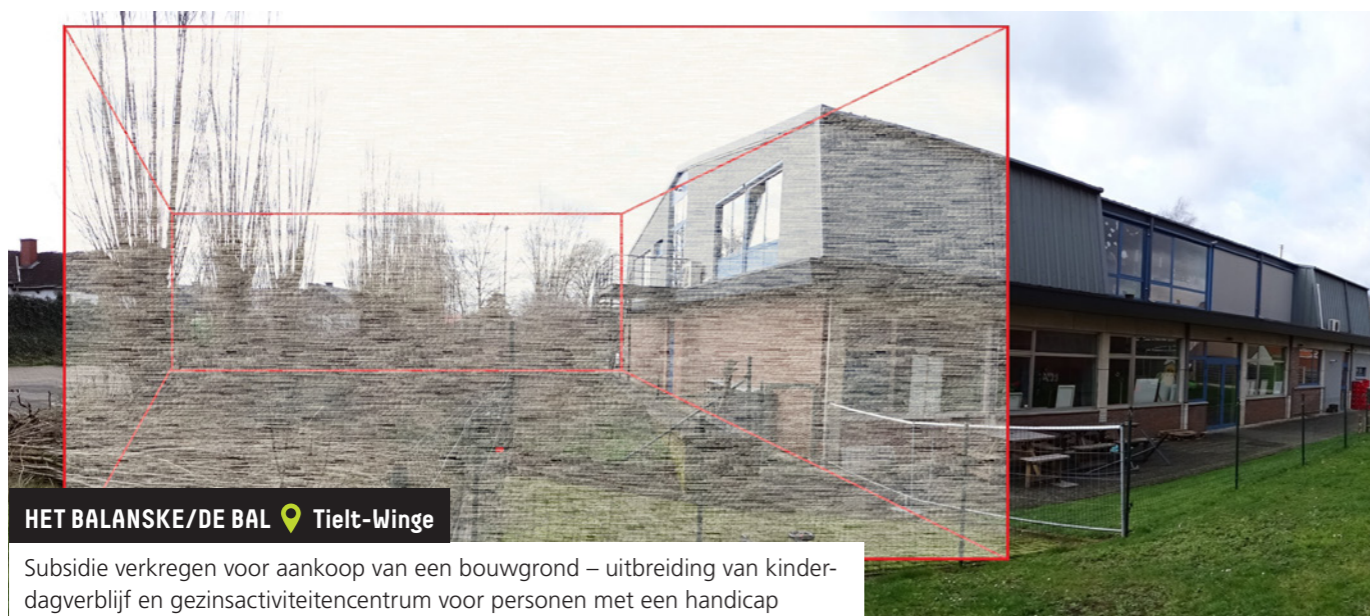 HET BALANSKE/DE BAL Tielt-Winge
Subsidie verkregen voor aankoop van een bouwgrond – uitbreiding van kinder-
dagverblijf en gezinsactiviteitencentrum voor personen met een handicap